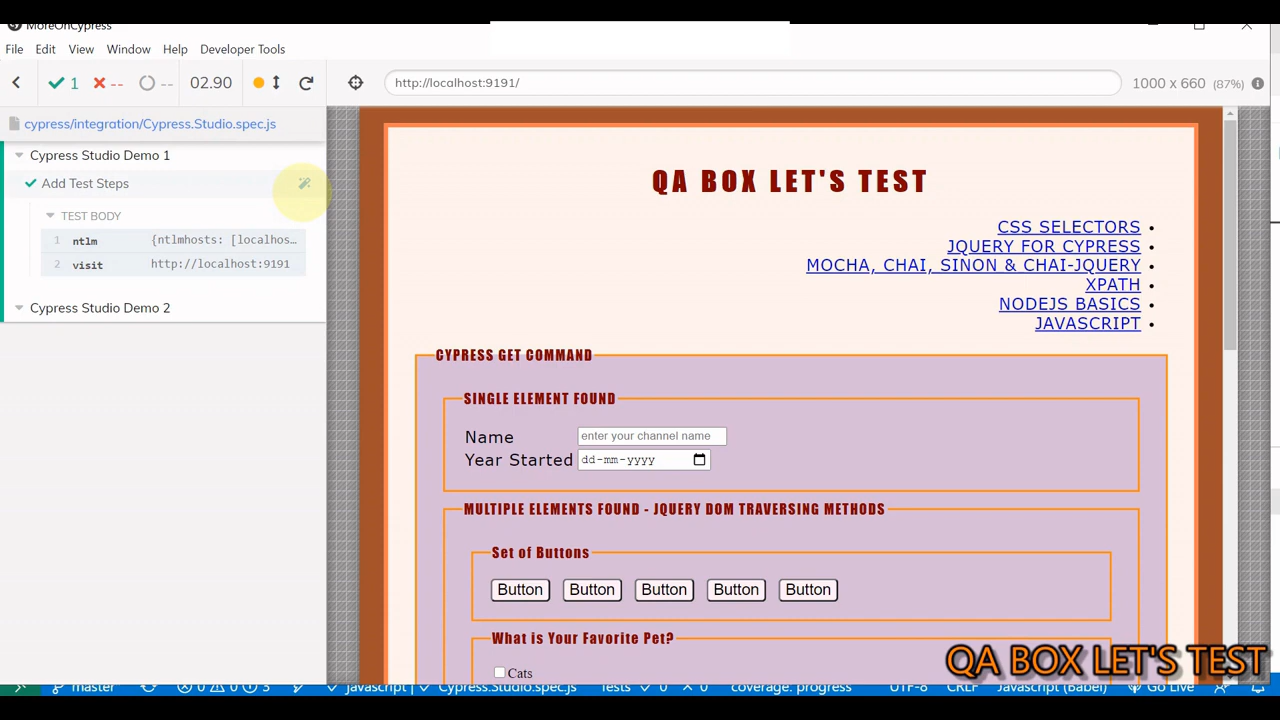 MoreOnCypress
File Edit View Window Help Developer Tools
1 -- -- 02.90 http://localhost:9191/ 1000 x 660 (87%)
cypress/integration/Cypress.Studio.spec.js
Cypress Studio Demo 1
Add Test Steps
TEST BODY
1 ntlm {ntlmhosts: [localhos…
2 visit http://localhost:9191
Cypress Studio Demo 2
QA BOX LET'S TEST
CSS SELECTORS
JQUERY FOR CYPRESS
MOCHA, CHAI, SINON & CHAI-JQUERY
XPATH
NODEJS BASICS
JAVASCRIPT
CYPRESS GET COMMAND
SINGLE ELEMENT FOUND
Name enter your channel name
Year Started dd-mm-yyyy
MULTIPLE ELEMENTS FOUND - JQUERY DOM TRAVERSING METHODS
Set of Buttons
Button Button Button Button Button
What is Your Favorite Pet?
Cats
QA BOX LET'S TEST
master 0 0 3 Javascript | Cypress.Studio.spec.js Tests 0 0 coverage: progress UTF-8 CRLF Javascript (Babel) Go Live